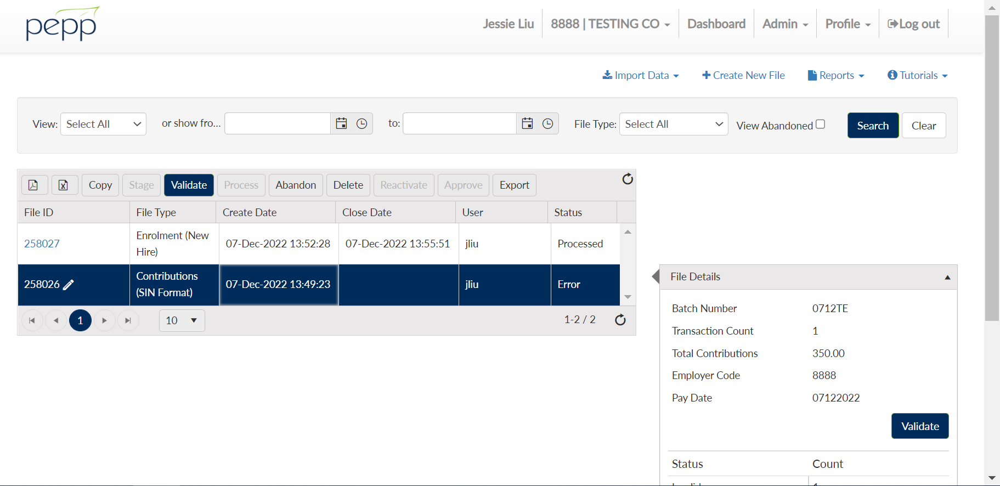 pepp
Jessie Liu
8888 | TESTING CO
Dashboard
Admin
Profile
Log out
Import Data
Create New File
Reports
Tutorials
View:
Select All
or show fro...
to:
File Type:
Select All
View Abandoned
Search
Clear
Copy
Stage
Validate
Process
Abandon
Delete
Reactivate
Approve
Export
File ID
File Type
Create Date
Close Date
User
Status
258027
Enrolment (New
Hire)
07-Dec-2022 13:52:28
07-Dec-2022 13:55:51
jliu
Processed
258026
Contributions
(SIN Format)
07-Dec-2022 13:49:23
jliu
Error
1
10
1-2 / 2
File Details
Batch Number 0712TE
Transaction Count 1
Total Contributions 350.00
Employer Code 8888
Pay Date 07122022
Validate
Status Count